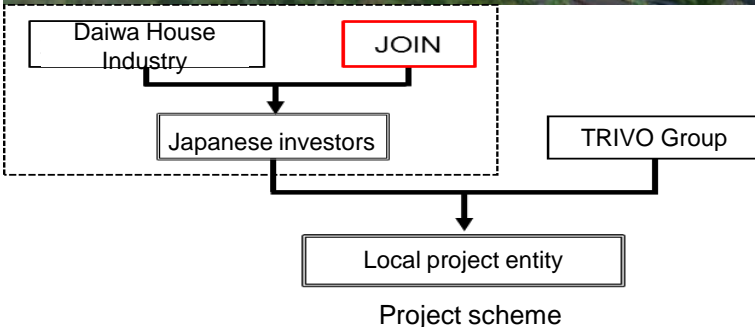 Daiwa House
Industry
JOIN
Japanese investors
TRIVO Group
Local project entity
Project scheme